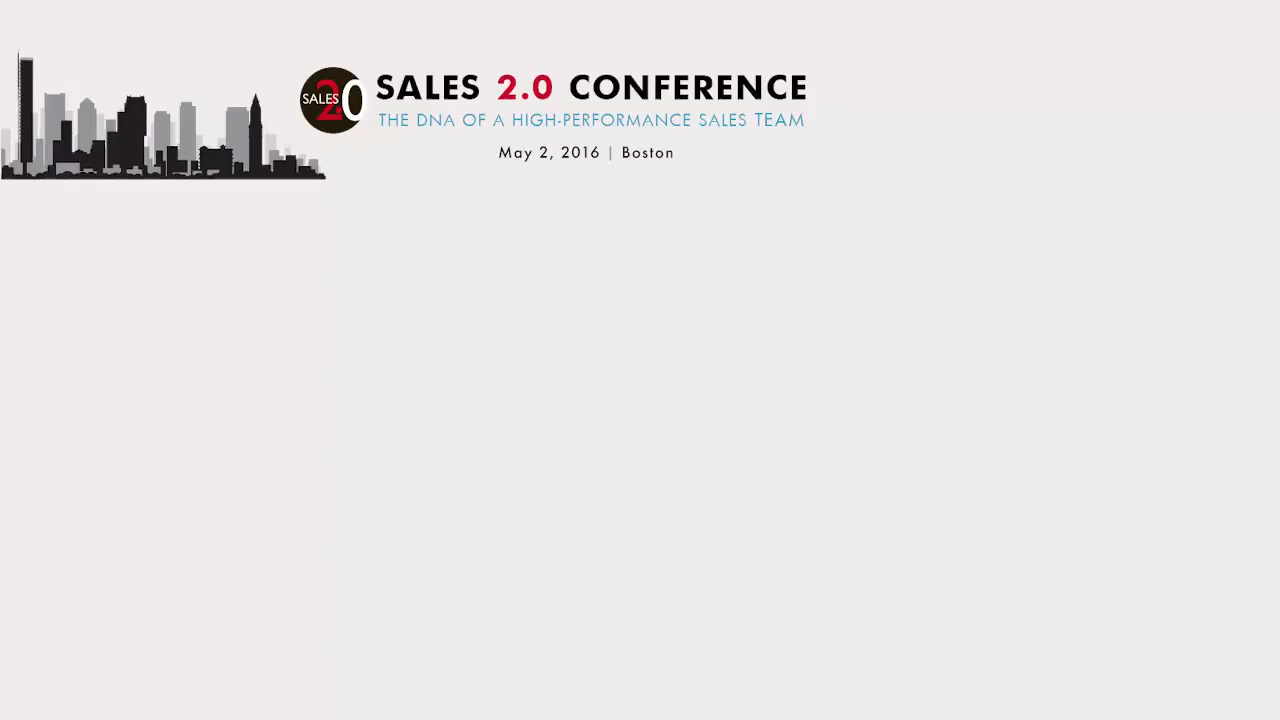 SALES 2.0
SALES 2.0 CONFERENCE
THE DNA OF A HIGH-PERFORMANCE SALES TEAM
May 2, 2016 | Boston